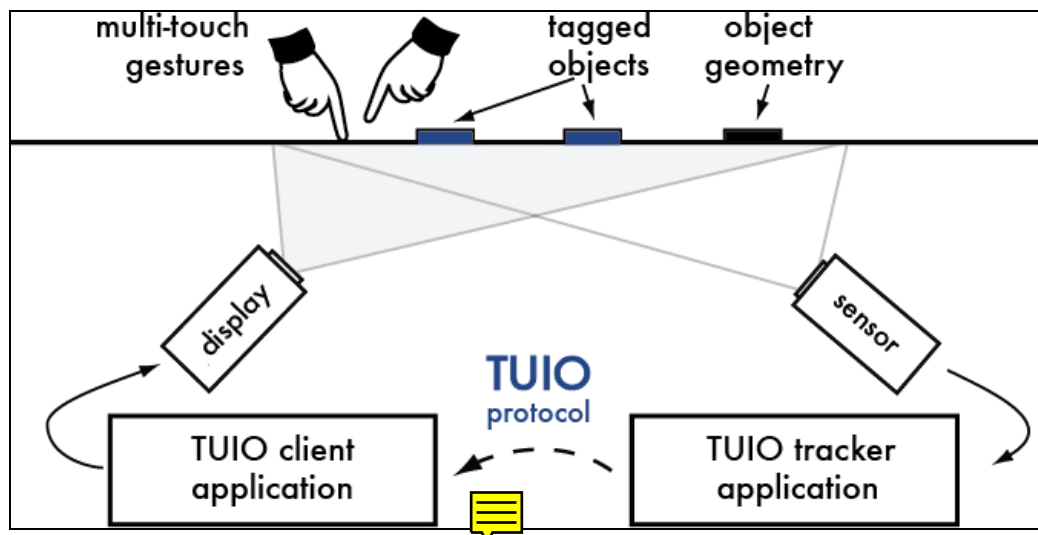 multi-touch
gestures
tagged
objects
object
geometry
display
sensor
TUIO
protocol
TUIO client
application
TUIO tracker
application